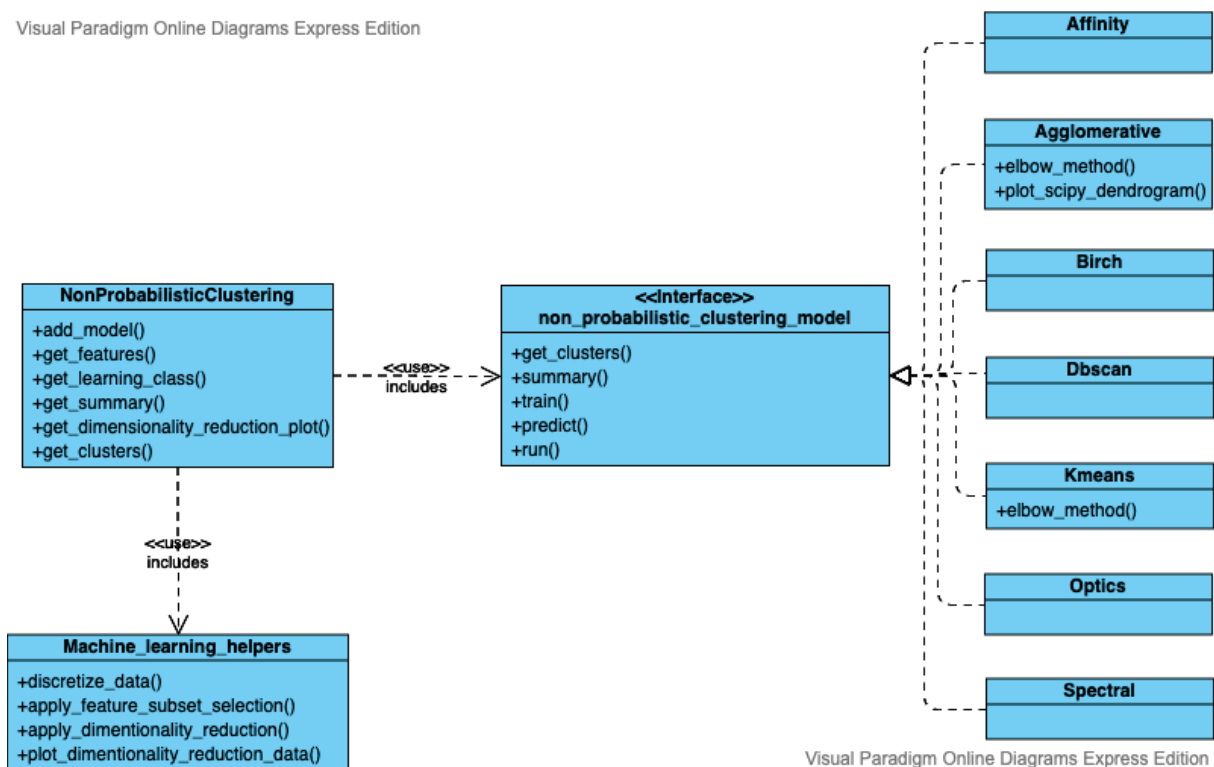 Visual Paradigm Online Diagrams Express Edition
Affinity
Agglomerative
+elbow_method()
+plot_scipy_dendrogram()
Birch
NonProbabilisticClustering
+add_model()
+get_features()
+get_learning_class()
+get_summary()
+get_dimensionality_reduction_plot()
+get_clusters()
<<use>>
includes
<<Interface>>
non_probabilistic_clustering_model
+get_clusters()
+summary()
+train()
+predict()
+run()
Dbscan
Kmeans
+elbow_method()
<<use>>
includes
Optics
Machine_learning_helpers
+discretize_data()
+apply_feature_subset_selection()
+apply_dimentionality_reduction()
+plot_dimentionality_reduction_data()
Spectral
Visual Paradigm Online Diagrams Express Edition